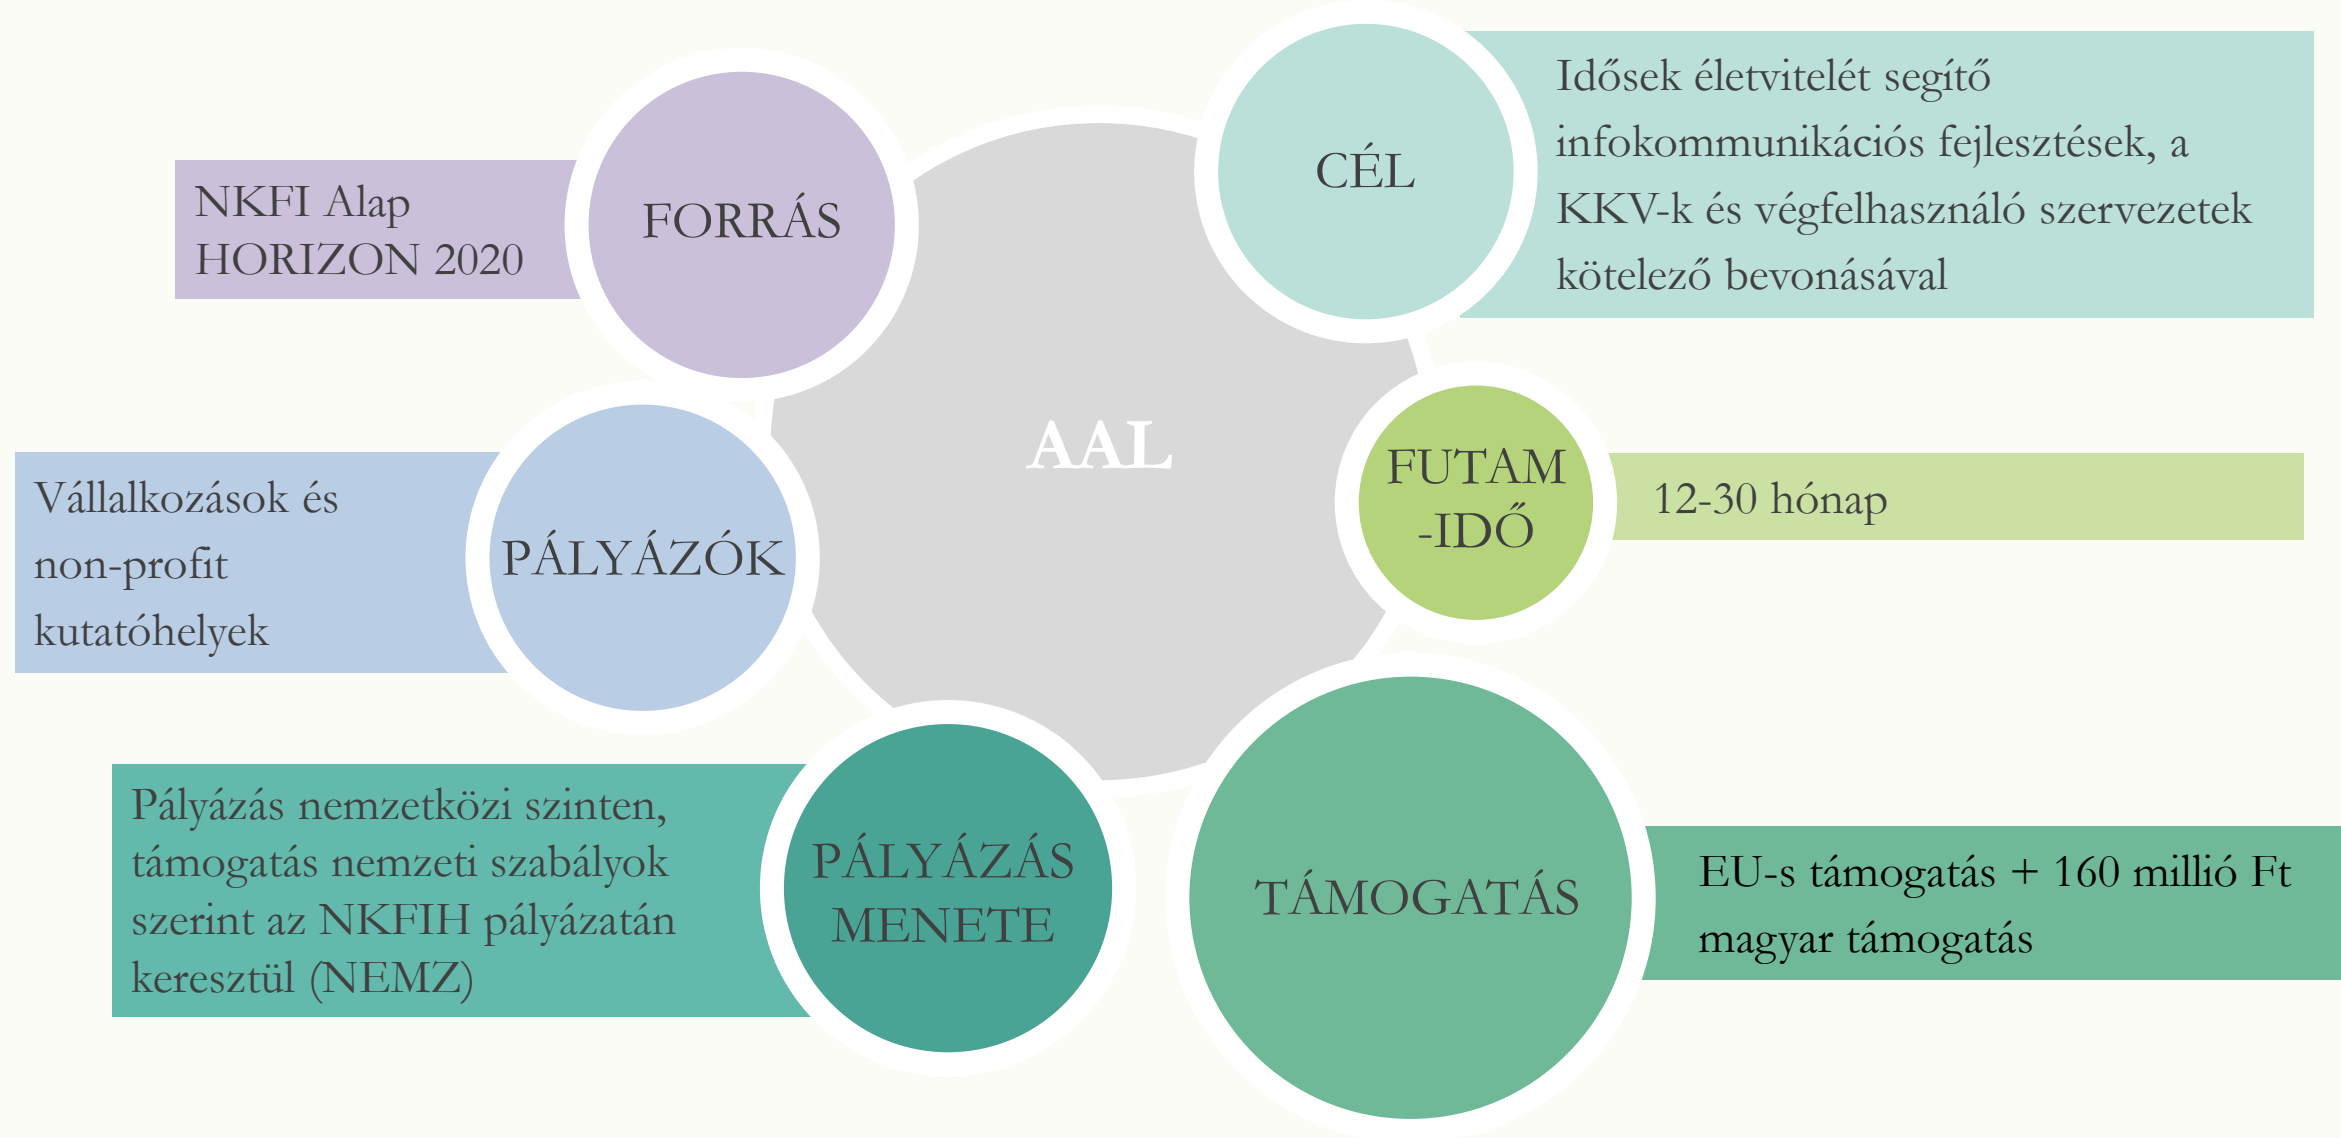 AAL
FORRÁS
NKFI Alap
HORIZON 2020
CÉL
Idősek életvitelét segítő
infokommunikációs fejlesztések, a
KKV-k és végfelhasználó szervezetek
kötelező bevonásával
PÁLYÁZÓK
Vállalkozások és
non-profit
kutatóhelyek
FUTAM
-IDŐ
12-30 hónap
PÁLYÁZÁS
MENETE
Pályázás nemzetközi szinten,
támogatás nemzeti szabályok
szerint az NKFIH pályázatán
keresztül (NEMZ)
TÁMOGATÁS
EU-s támogatás + 160 millió Ft
magyar támogatás